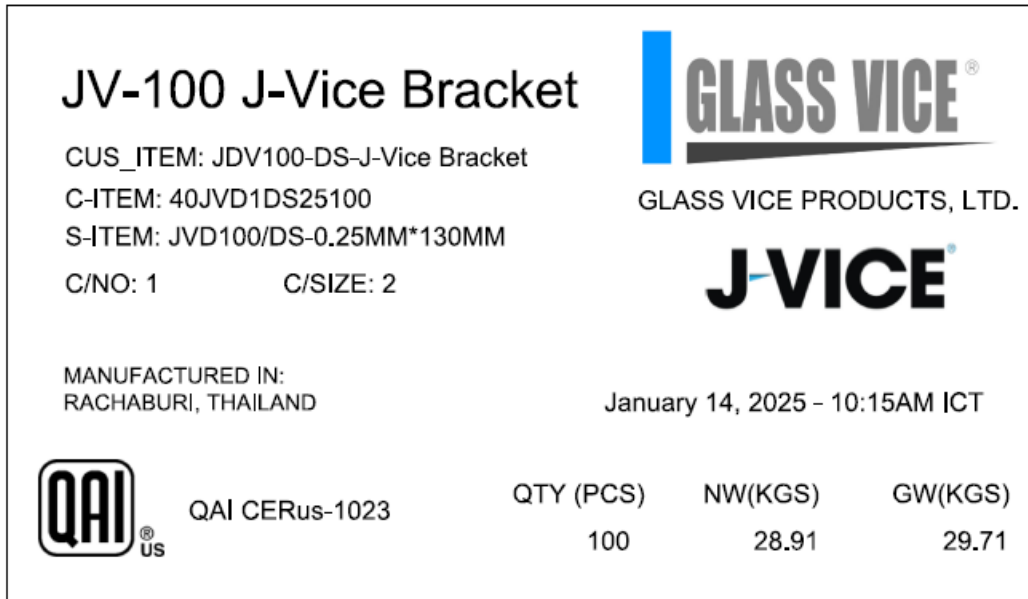 JV-100 J-Vice Bracket
CUS_ITEM: JDV100-DS-J-Vice Bracket
C-ITEM: 40JVD1DS25100
S-ITEM: JVD100/DS-0.25MM*130MM
C/NO: 1 C/SIZE: 2
GLASS VICE®
GLASS VICE PRODUCTS, LTD.
J-VICE®
MANUFACTURED IN:
RACHABURI, THAILAND
January 14, 2025 - 10:15AM ICT
QAI® US
QAI CERus-1023
QTY (PCS) NW(KGS) GW(KGS)
100 28.91 29.71